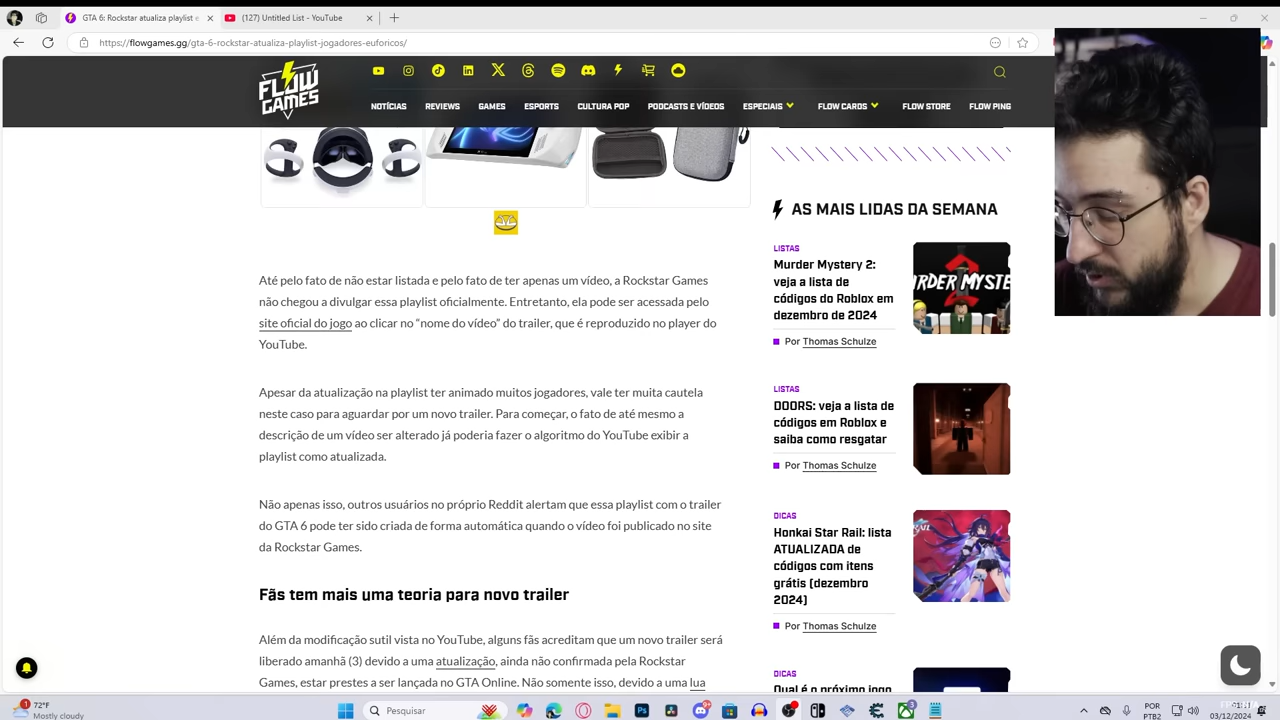 GTA 6: Rockstar atualiza playlist e
(127) Untitled List - YouTube
https://flowgames.gg/gta-6-rockstar-atualiza-playlist-jogadores-euforicos/
FLOW
GAMES
NOTÍCIAS
REVIEWS
GAMES
ESPORTS
CULTURA POP
PODCASTS E VÍDEOS
ESPECIAIS
FLOW CARDS
FLOW STORE
FLOW PING
Até pelo fato de não estar listada e pelo fato de ter apenas um vídeo, a Rockstar Games
não chegou a divulgar essa playlist oficialmente. Entretanto, ela pode ser acessada pelo
site oficial do jogo ao clicar no “nome do vídeo” do trailer, que é reproduzido no player do
YouTube.
Apesar da atualização na playlist ter animado muitos jogadores, vale ter muita cautela
neste caso para aguardar por um novo trailer. Para começar, o fato de até mesmo a
descrição de um vídeo ser alterado já poderia fazer o algoritmo do YouTube exibir a
playlist como atualizada.
Não apenas isso, outros usuários no próprio Reddit alertam que essa playlist com o trailer
do GTA 6 pode ter sido criada de forma automática quando o vídeo foi publicado no site
da Rockstar Games.
Fãs tem mais uma teoria para novo trailer
Além da modificação sutil vista no YouTube, alguns fãs acreditam que um novo trailer será
liberado amanhã (3) devido a uma atualização, ainda não confirmada pela Rockstar
Games, estar prestes a ser lançada no GTA Online. Não somente isso, devido a uma lua
AS MAIS LIDAS DA SEMANA
LISTAS
Murder Mystery 2:
veja a lista de
códigos do Roblox em
dezembro de 2024
Por Thomas Schulze
LISTAS
DOORS: veja a lista de
códigos em Roblox e
saiba como resgatar
Por Thomas Schulze
DICAS
Honkai Star Rail: lista
ATUALIZADA de
códigos com itens
grátis (dezembro
2024)
Por Thomas Schulze
DICAS
Qual é o próximo jogo
72°F
Mostly cloudy
Pesquisar
POR
PTB2
03/12/2024